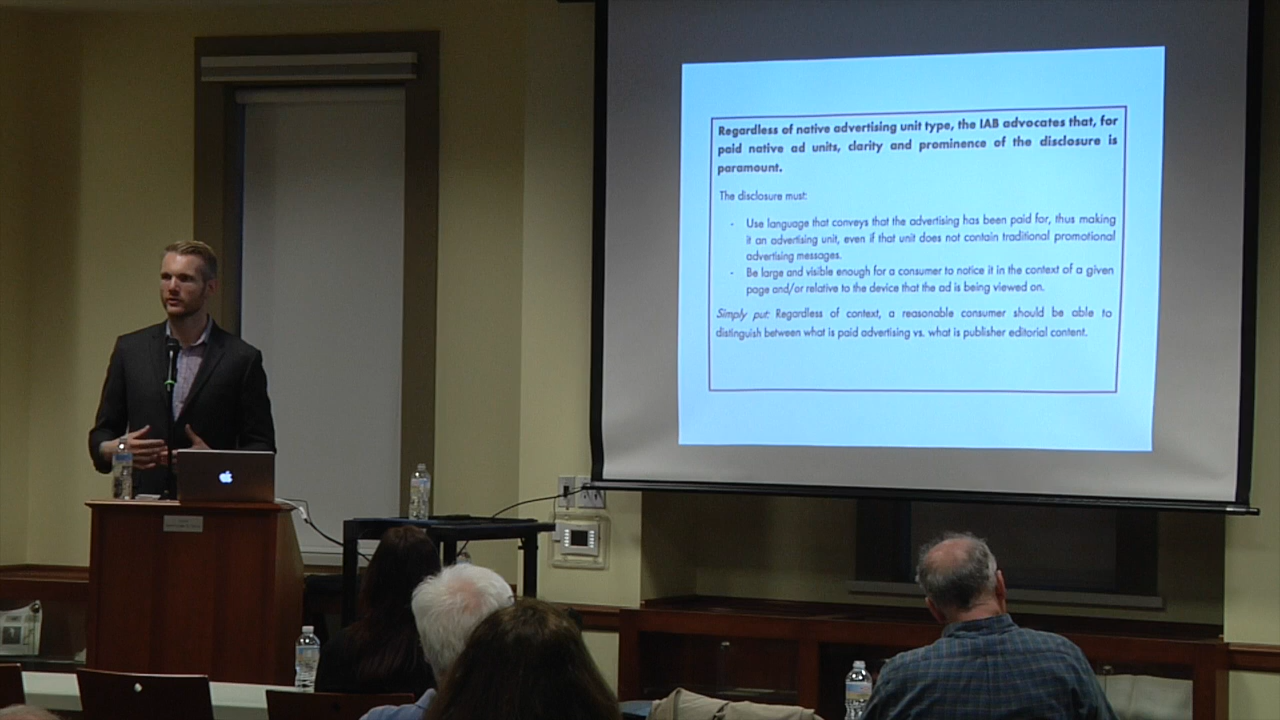 Regardless of native advertising unit type, the IAB advocates that, for
paid native ad units, clarity and prominence of the disclosure is
paramount.
The disclosure must:
- Use language that conveys that the advertising has been paid for, thus making
it an advertising unit, even if that unit does not contain traditional promotional
advertising messages.
- Be large and visible enough for a consumer to notice it in the context of a given
page and/or relative to the device that the ad is being viewed on.
Simply put: Regardless of context, a reasonable consumer should be able to
distinguish between what is paid advertising vs. what is publisher editorial content.